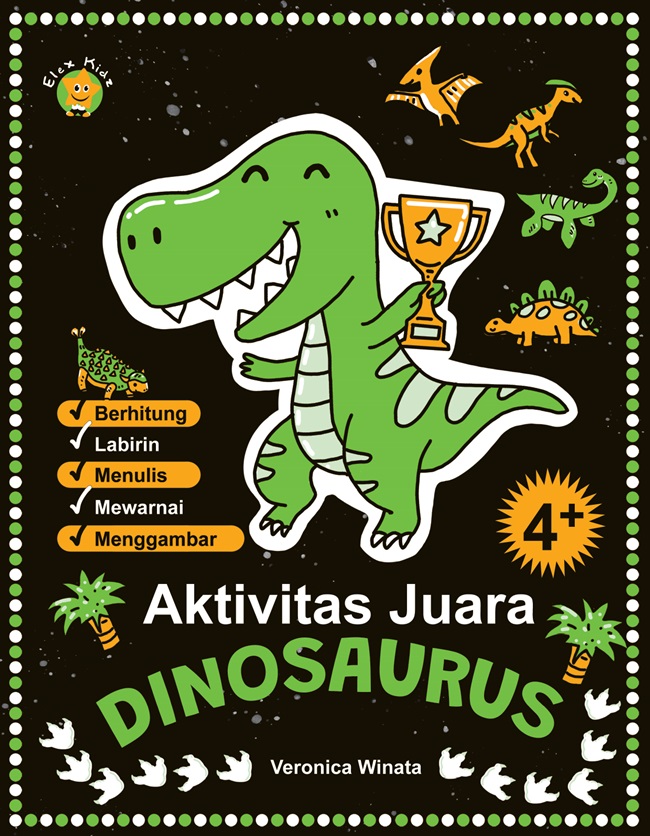 Elex Kidz
Berhitung
Labirin
Menulis
Mewarnai
Menggambar
4+
Aktivitas Juara
DINOSAURUS
Veronica Winata